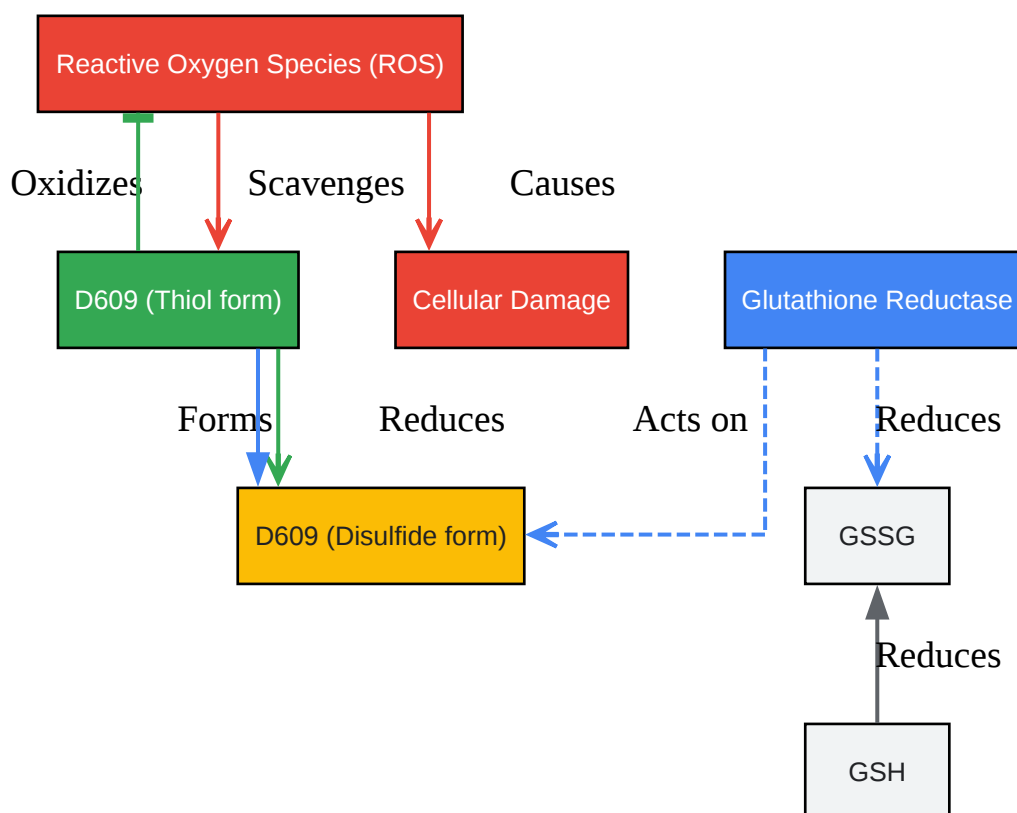 Reactive Oxygen Species (ROS)
Oxidizes
Scavenges
Causes
D609 (Thiol form)
Cellular Damage
Glutathione Reductase
Forms
Reduces
Acts on
Reduces
D609 (Disulfide form)
GSSG
Reduces
GSH